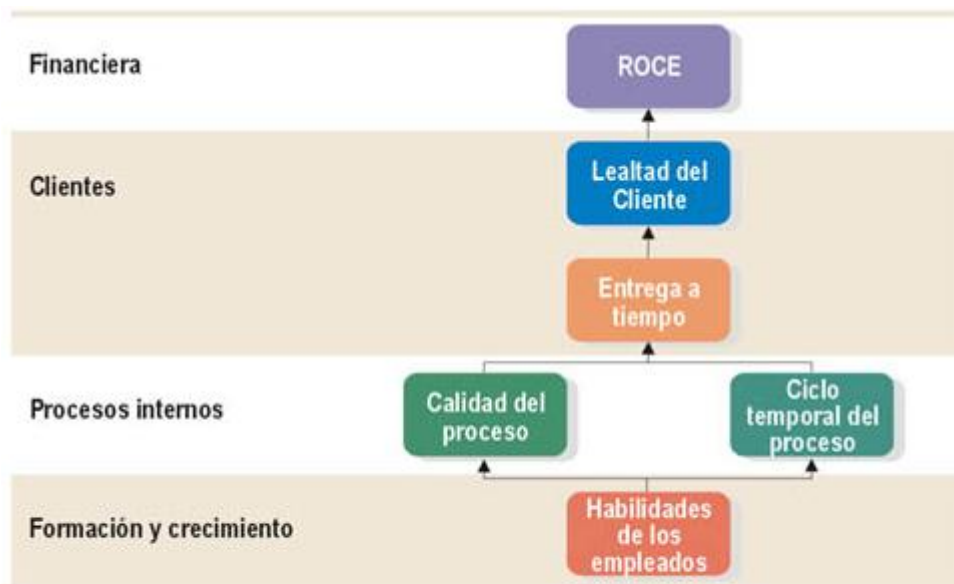 Financiera
ROCE
Clientes
Lealtad del
Cliente
Entrega a
tiempo
Procesos internos
Calidad del
proceso
Ciclo
temporal del
proceso
Formación y crecimiento
Habilidades
de los
empleados